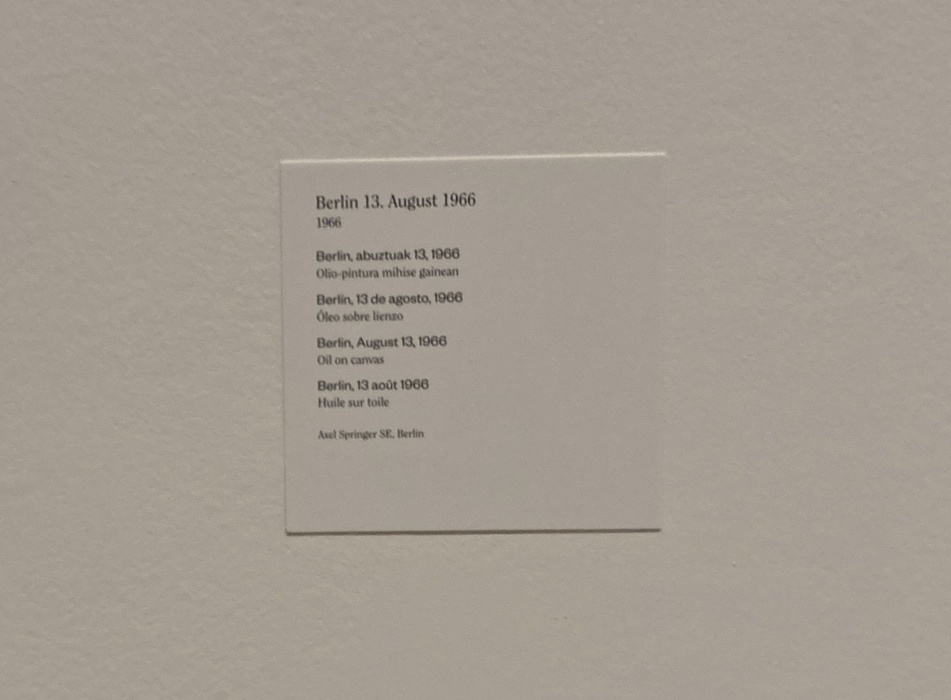 Berlin 13. August 1966
1966
Berlin, abuztuak 13, 1966
Olio-pintura mihise gainean
Berlin, 13 de agosto, 1966
Óleo sobre lienzo
Berlin, August 13, 1966
Oil on canvas
Berlin, 13 août 1966
Huile sur toile
Axel Springer SE, Berlin